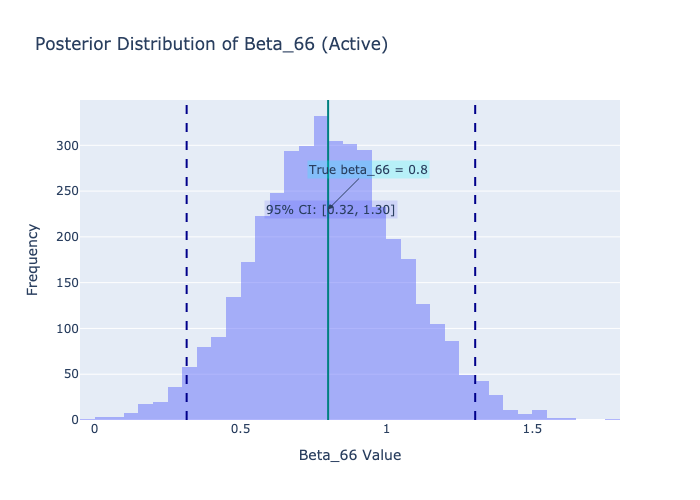 Posterior Distribution of Beta_66 (Active)
True beta_66 = 0.8
95% CI: [0.32, 1.30]
Frequency
300
250
200
150
100
50
0
0
0.5
1
1.5
Beta_66 Value